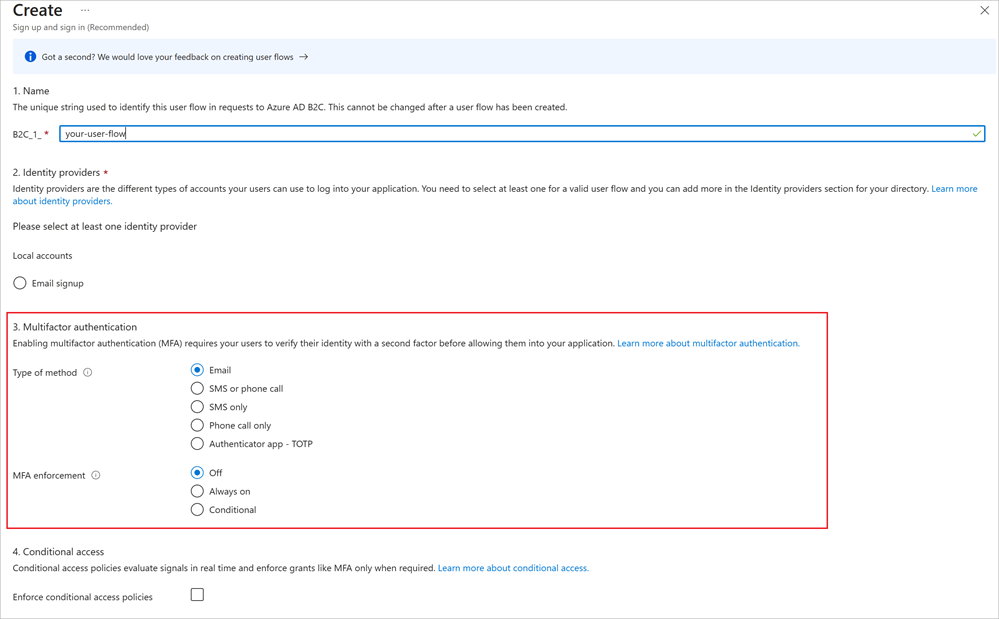 Create ...
Sign up and sign in (Recommended)
Got a second? We would love your feedback on creating user flows →
1. Name
The unique string used to identify this user flow in requests to Azure AD B2C. This cannot be changed after a user flow has been created.
B2C_1_ * your-user-flow
2. Identity providers *
Identity providers are the different types of accounts your users can use to log into your application. You need to select at least one for a valid user flow and you can add more in the Identity providers section for your directory. Learn more
about identity providers.
Please select at least one identity provider
Local accounts
Email signup
3. Multifactor authentication
Enabling multifactor authentication (MFA) requires your users to verify their identity with a second factor before allowing them into your application. Learn more about multifactor authentication.
Type of method
Email
SMS or phone call
SMS only
Phone call only
Authenticator app - TOTP
MFA enforcement
Off
Always on
Conditional
4. Conditional access
Conditional access policies evaluate signals in real time and enforce grants like MFA only when required. Learn more about conditional access.
Enforce conditional access policies